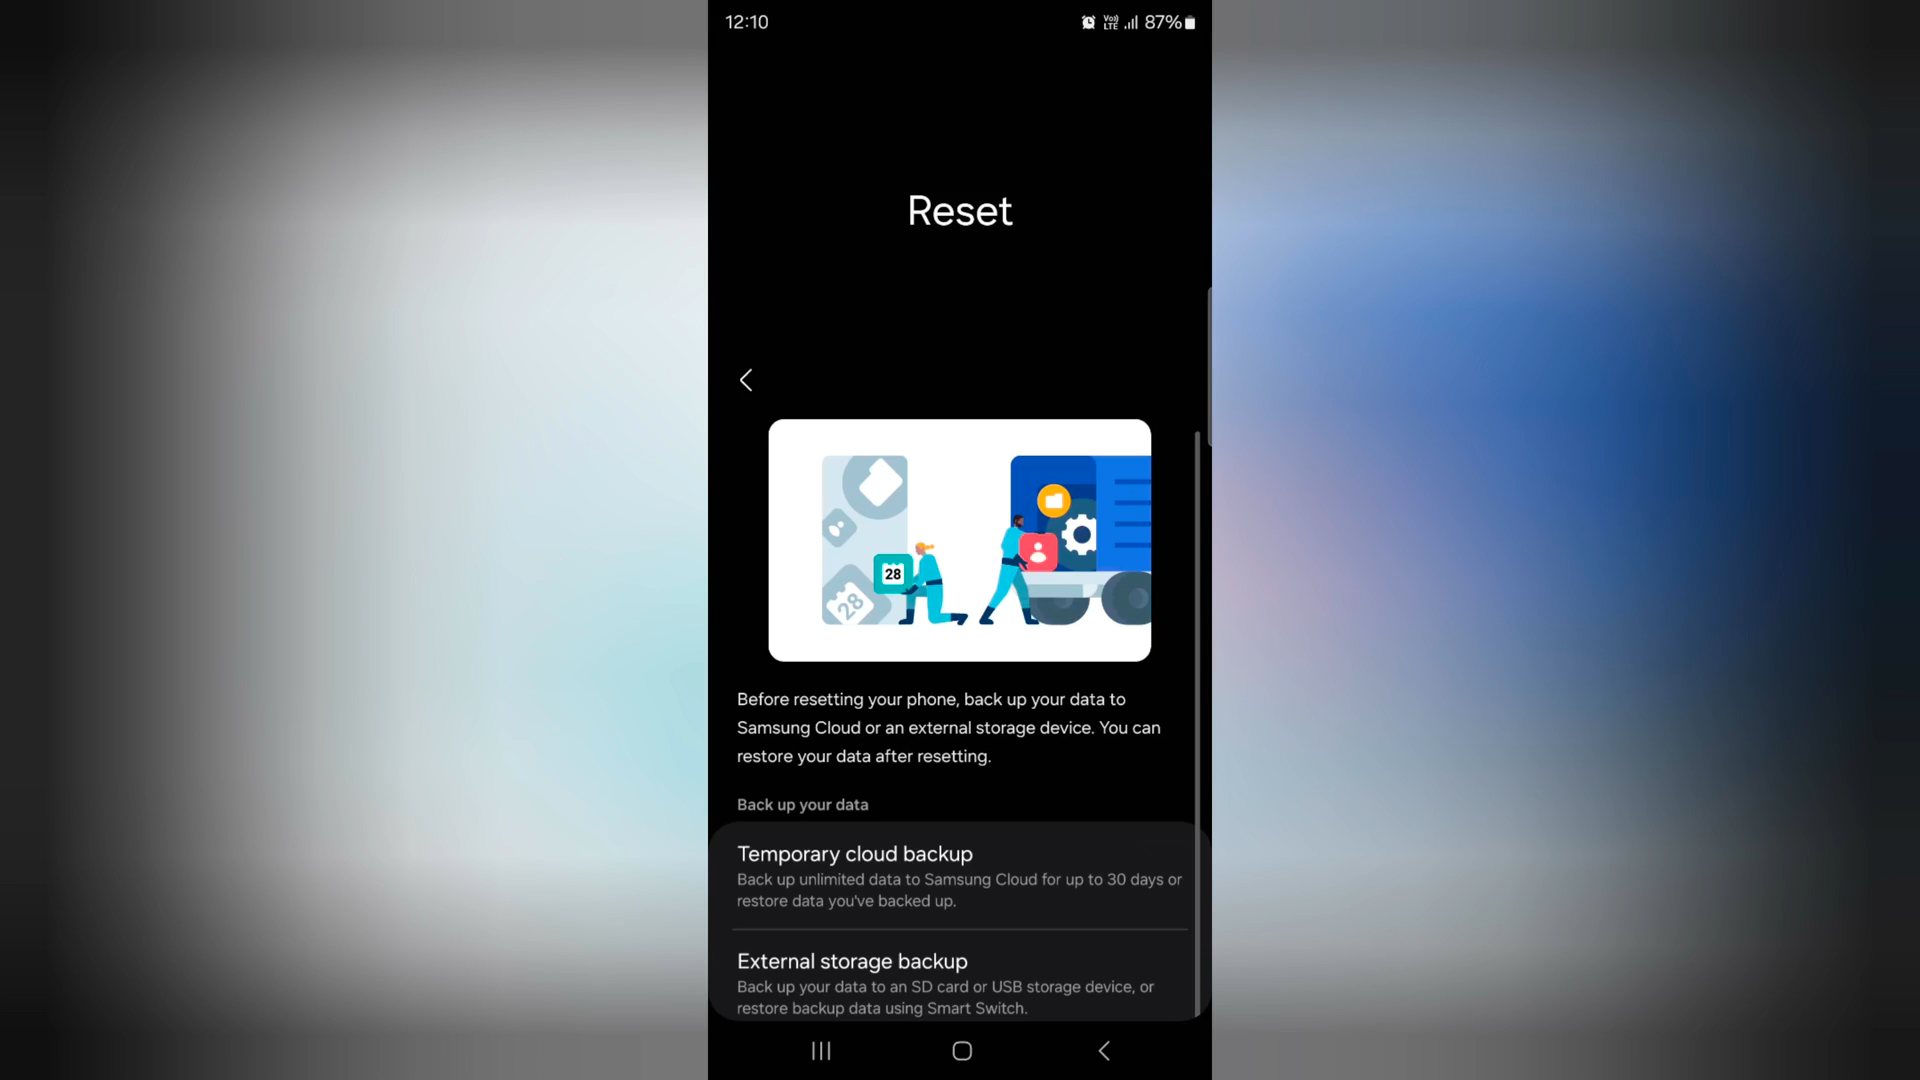 12:10
Vo))
LTE
87%
Reset
28
28
Before resetting your phone, back up your data to
Samsung Cloud or an external storage device. You can
restore your data after resetting.
Back up your data
Temporary cloud backup
Back up unlimited data to Samsung Cloud for up to 30 days or
restore data you've backed up.
External storage backup
Back up your data to an SD card or USB storage device, or
restore backup data using Smart Switch.